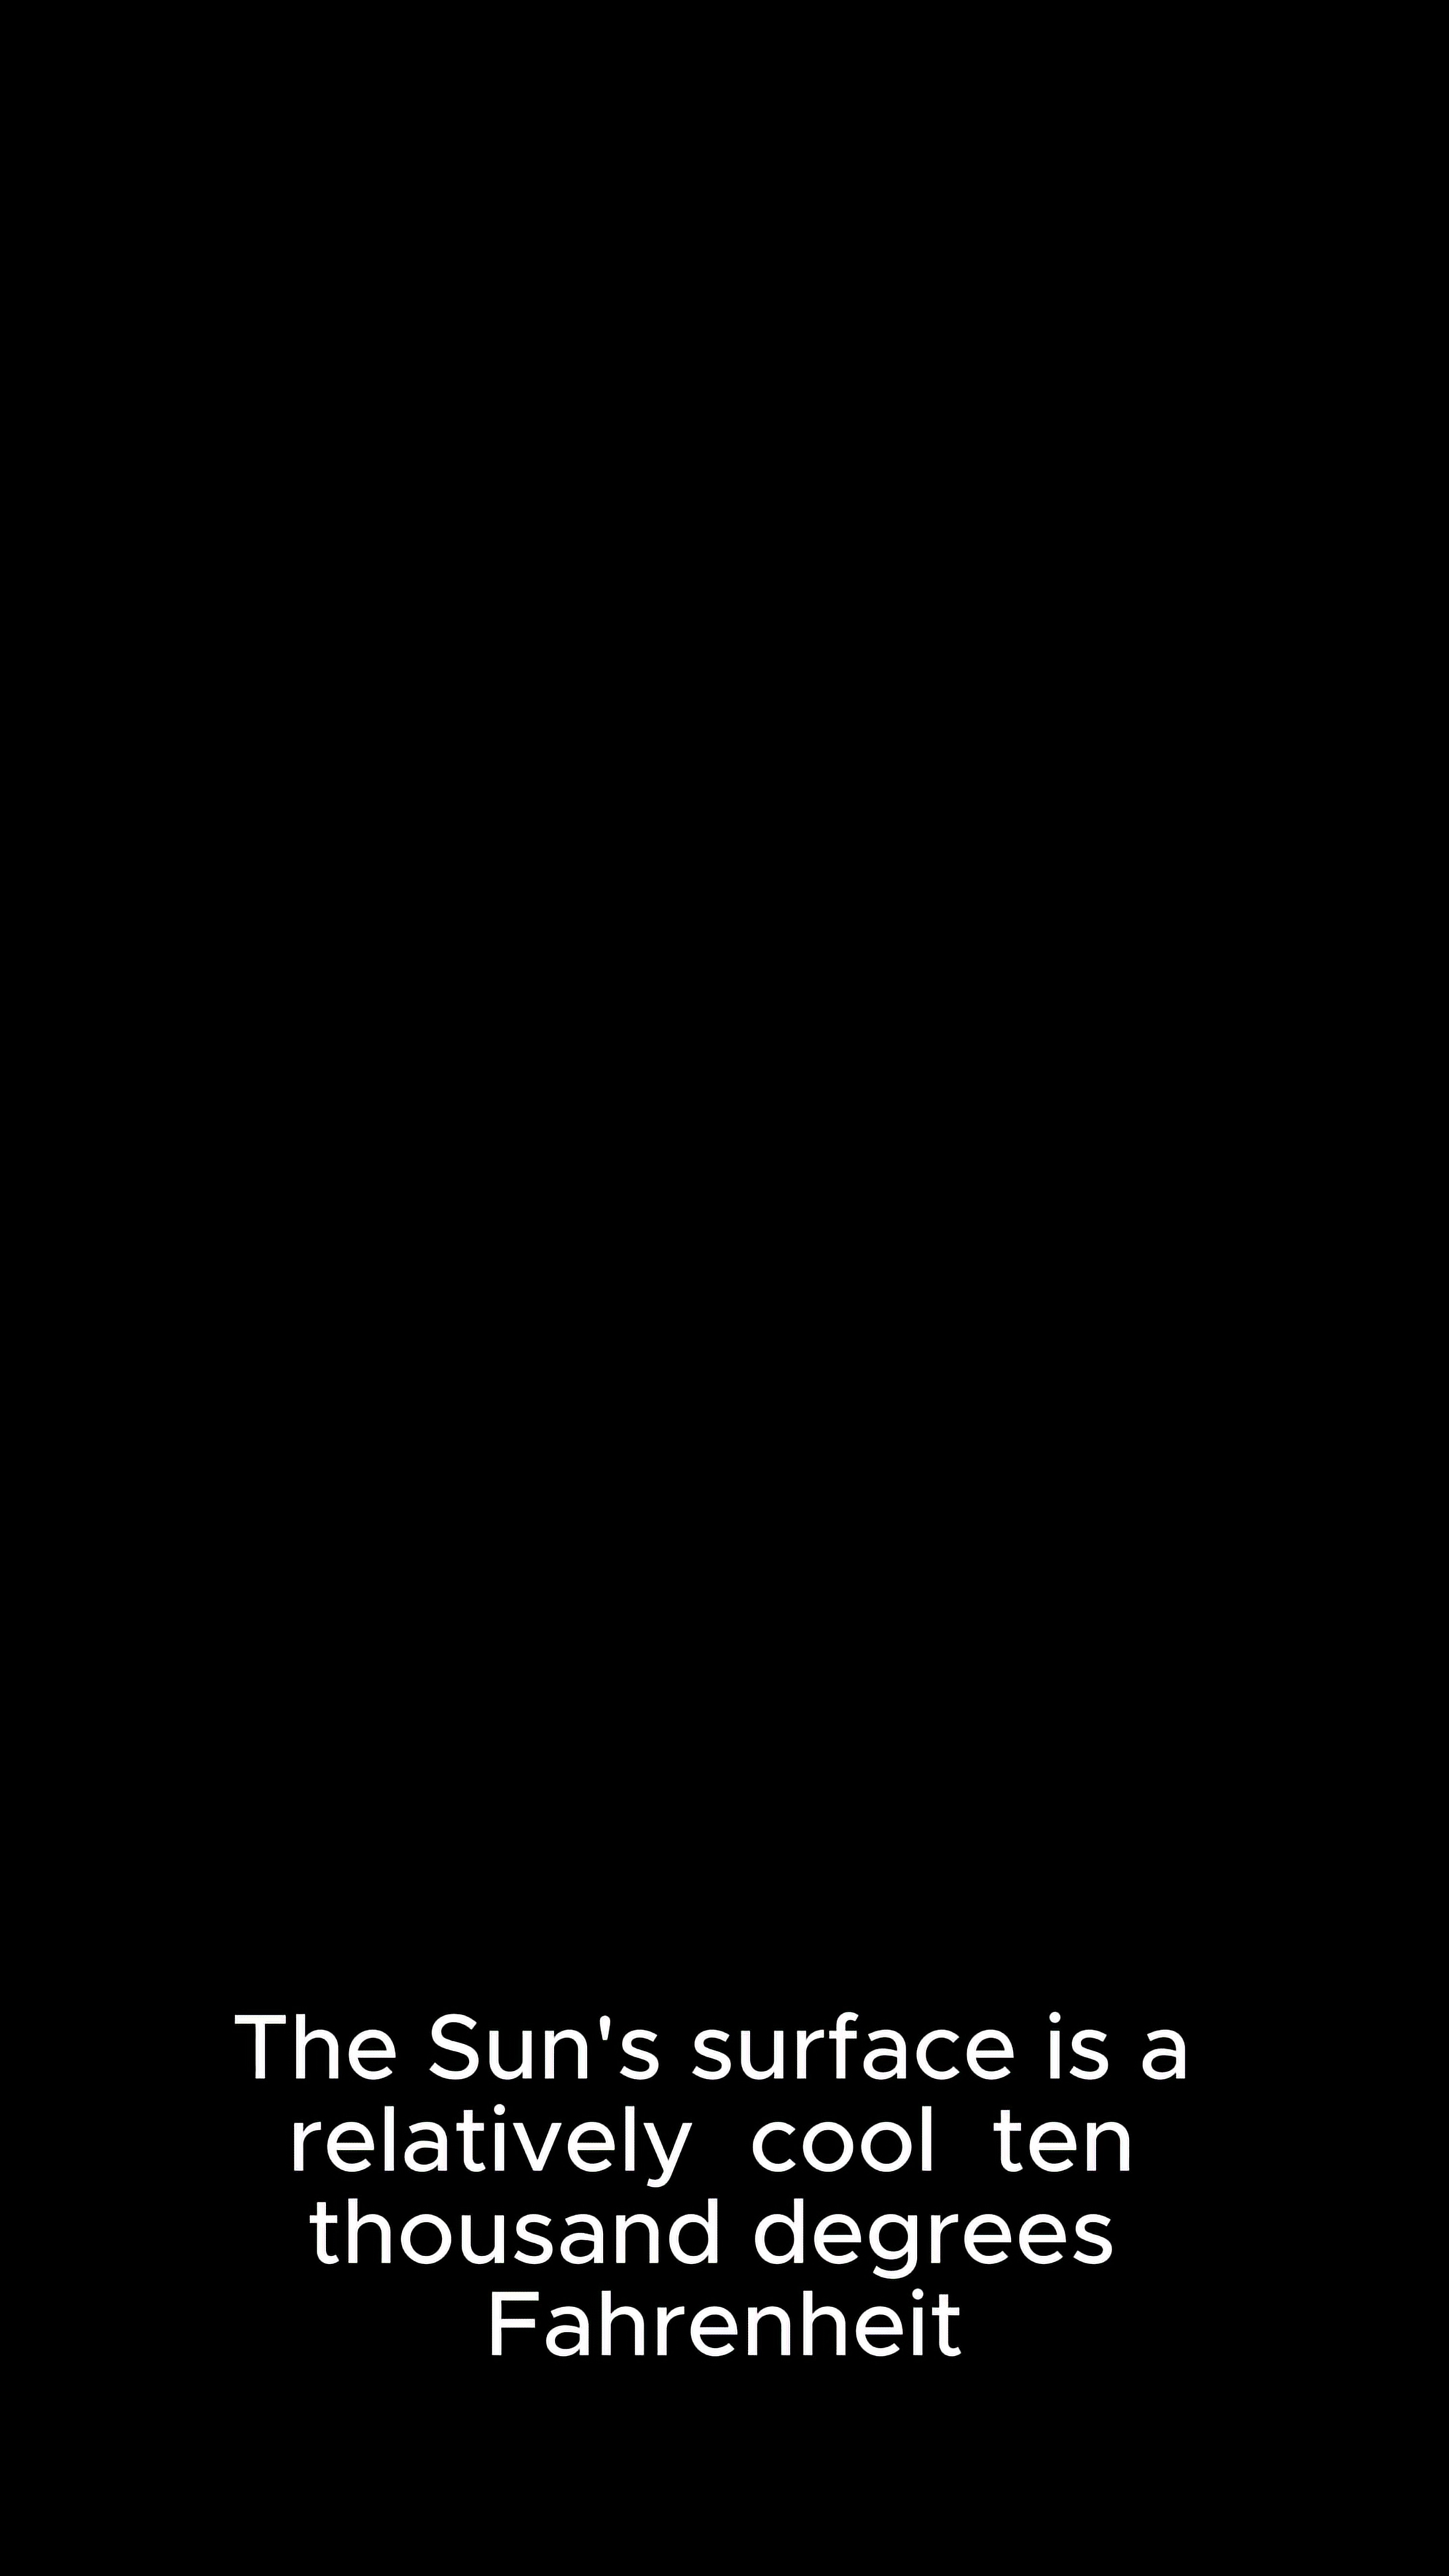 The Sun's surface is a
relatively cool ten
thousand degrees
Fahrenheit